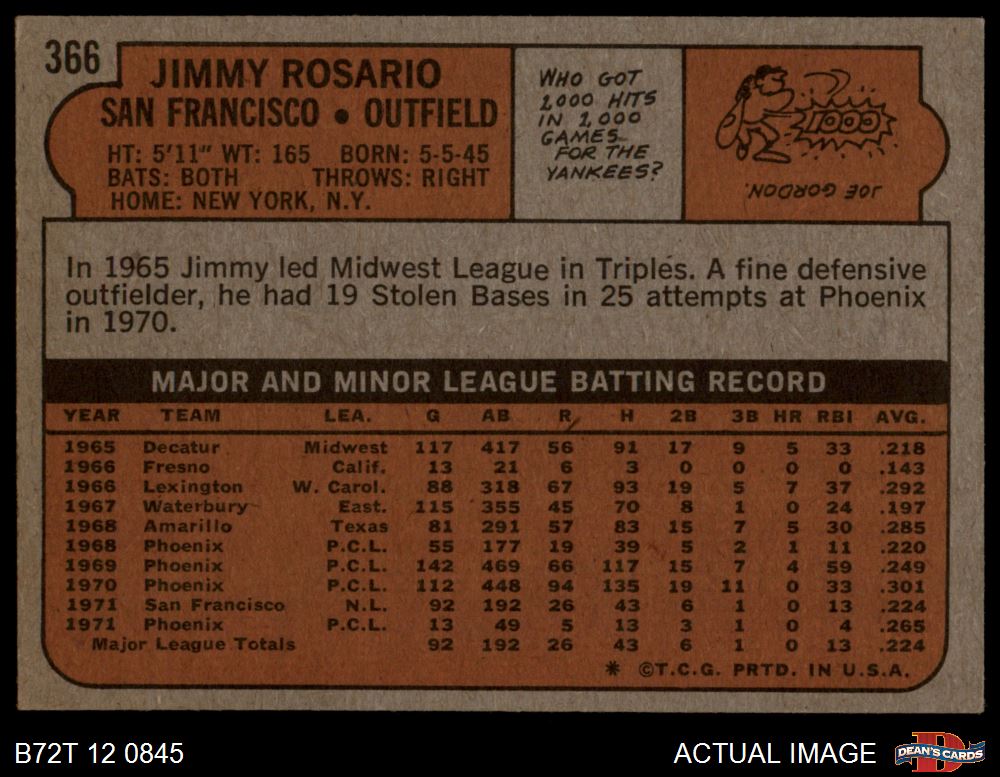 366
JIMMY ROSARIO
SAN FRANCISCO • OUTFIELD
HT: 5'11" WT: 165 BORN: 5-5-45
BATS: BOTH THROWS: RIGHT
HOME: NEW YORK, N.Y.
WHO GOT
1,000 HITS
IN 1,000
GAMES
FOR THE
YANKEES?
1000
JOE GORDON.
In 1965 Jimmy led Midwest League in Triples. A fine defensive
outfielder, he had 19 Stolen Bases in 25 attempts at Phoenix
in 1970.
MAJOR AND MINOR LEAGUE BATTING RECORD
YEAR TEAM LEA. G AB R H 2B 3B HR RBI AVG.
1965 Decatur Midwest 117 417 56 91 17 9 5 33 .218
1966 Fresno Calif. 13 21 6 3 0 0 0 0 .143
1966 Lexington W. Carol. 88 318 67 93 19 5 7 37 .292
1967 Waterbury East. 115 355 45 70 8 1 0 24 .197
1968 Amarillo Texas 81 291 57 83 15 7 5 30 .285
1968 Phoenix P.C.L. 55 177 19 39 5 2 1 11 .220
1969 Phoenix P.C.L. 142 469 66 117 15 7 4 59 .249
1970 Phoenix P.C.L. 112 448 94 135 19 11 0 33 .301
1971 San Francisco N.L. 92 192 26 43 6 1 0 13 .224
1971 Phoenix P.C.L. 13 49 5 13 3 1 0 4 .265
Major League Totals 92 192 26 43 6 1 0 13 .224
* ©T.C.G. PRTD. IN U.S.A.
B72T 12 0845
ACTUAL IMAGE
D
DEAN'S CARDS